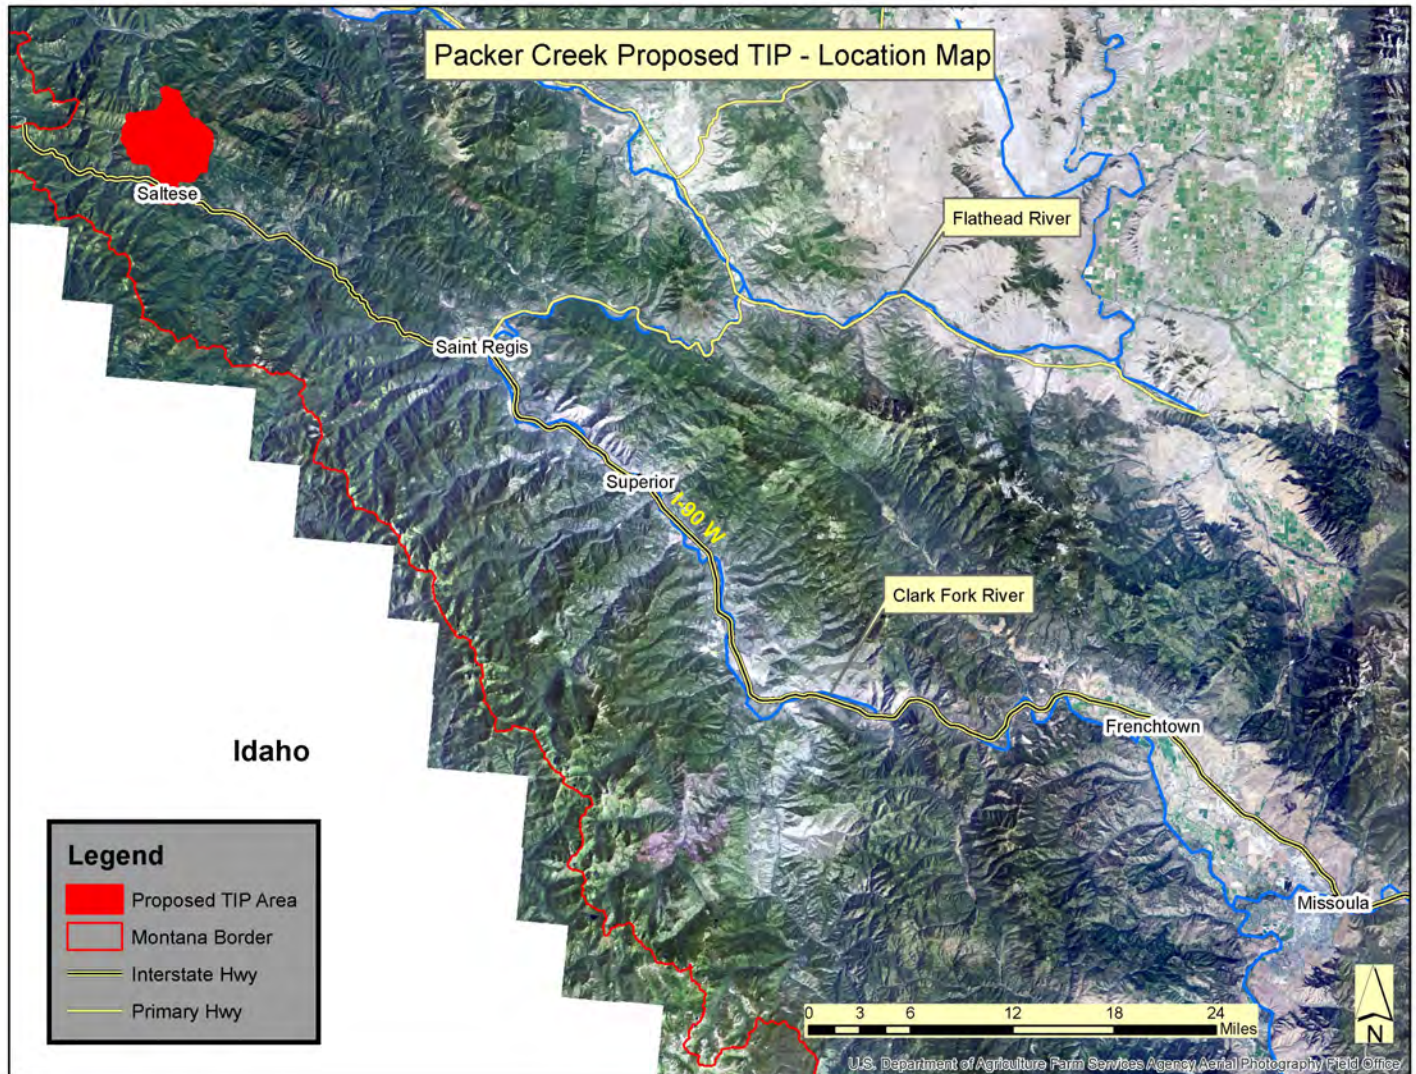 Packer Creek Proposed TIP - Location Map
Saltese
Flathead River
Saint Regis
Superior
I-90 W
Clark Fork River
Frenchtown
Idaho
Missoula
Legend
Proposed TIP Area
Montana Border
Interstate Hwy
Primary Hwy
0 3 6 12 18 24
Miles
N
U.S. Department of Agriculture Farm Services Agency Aerial Photography Field Office